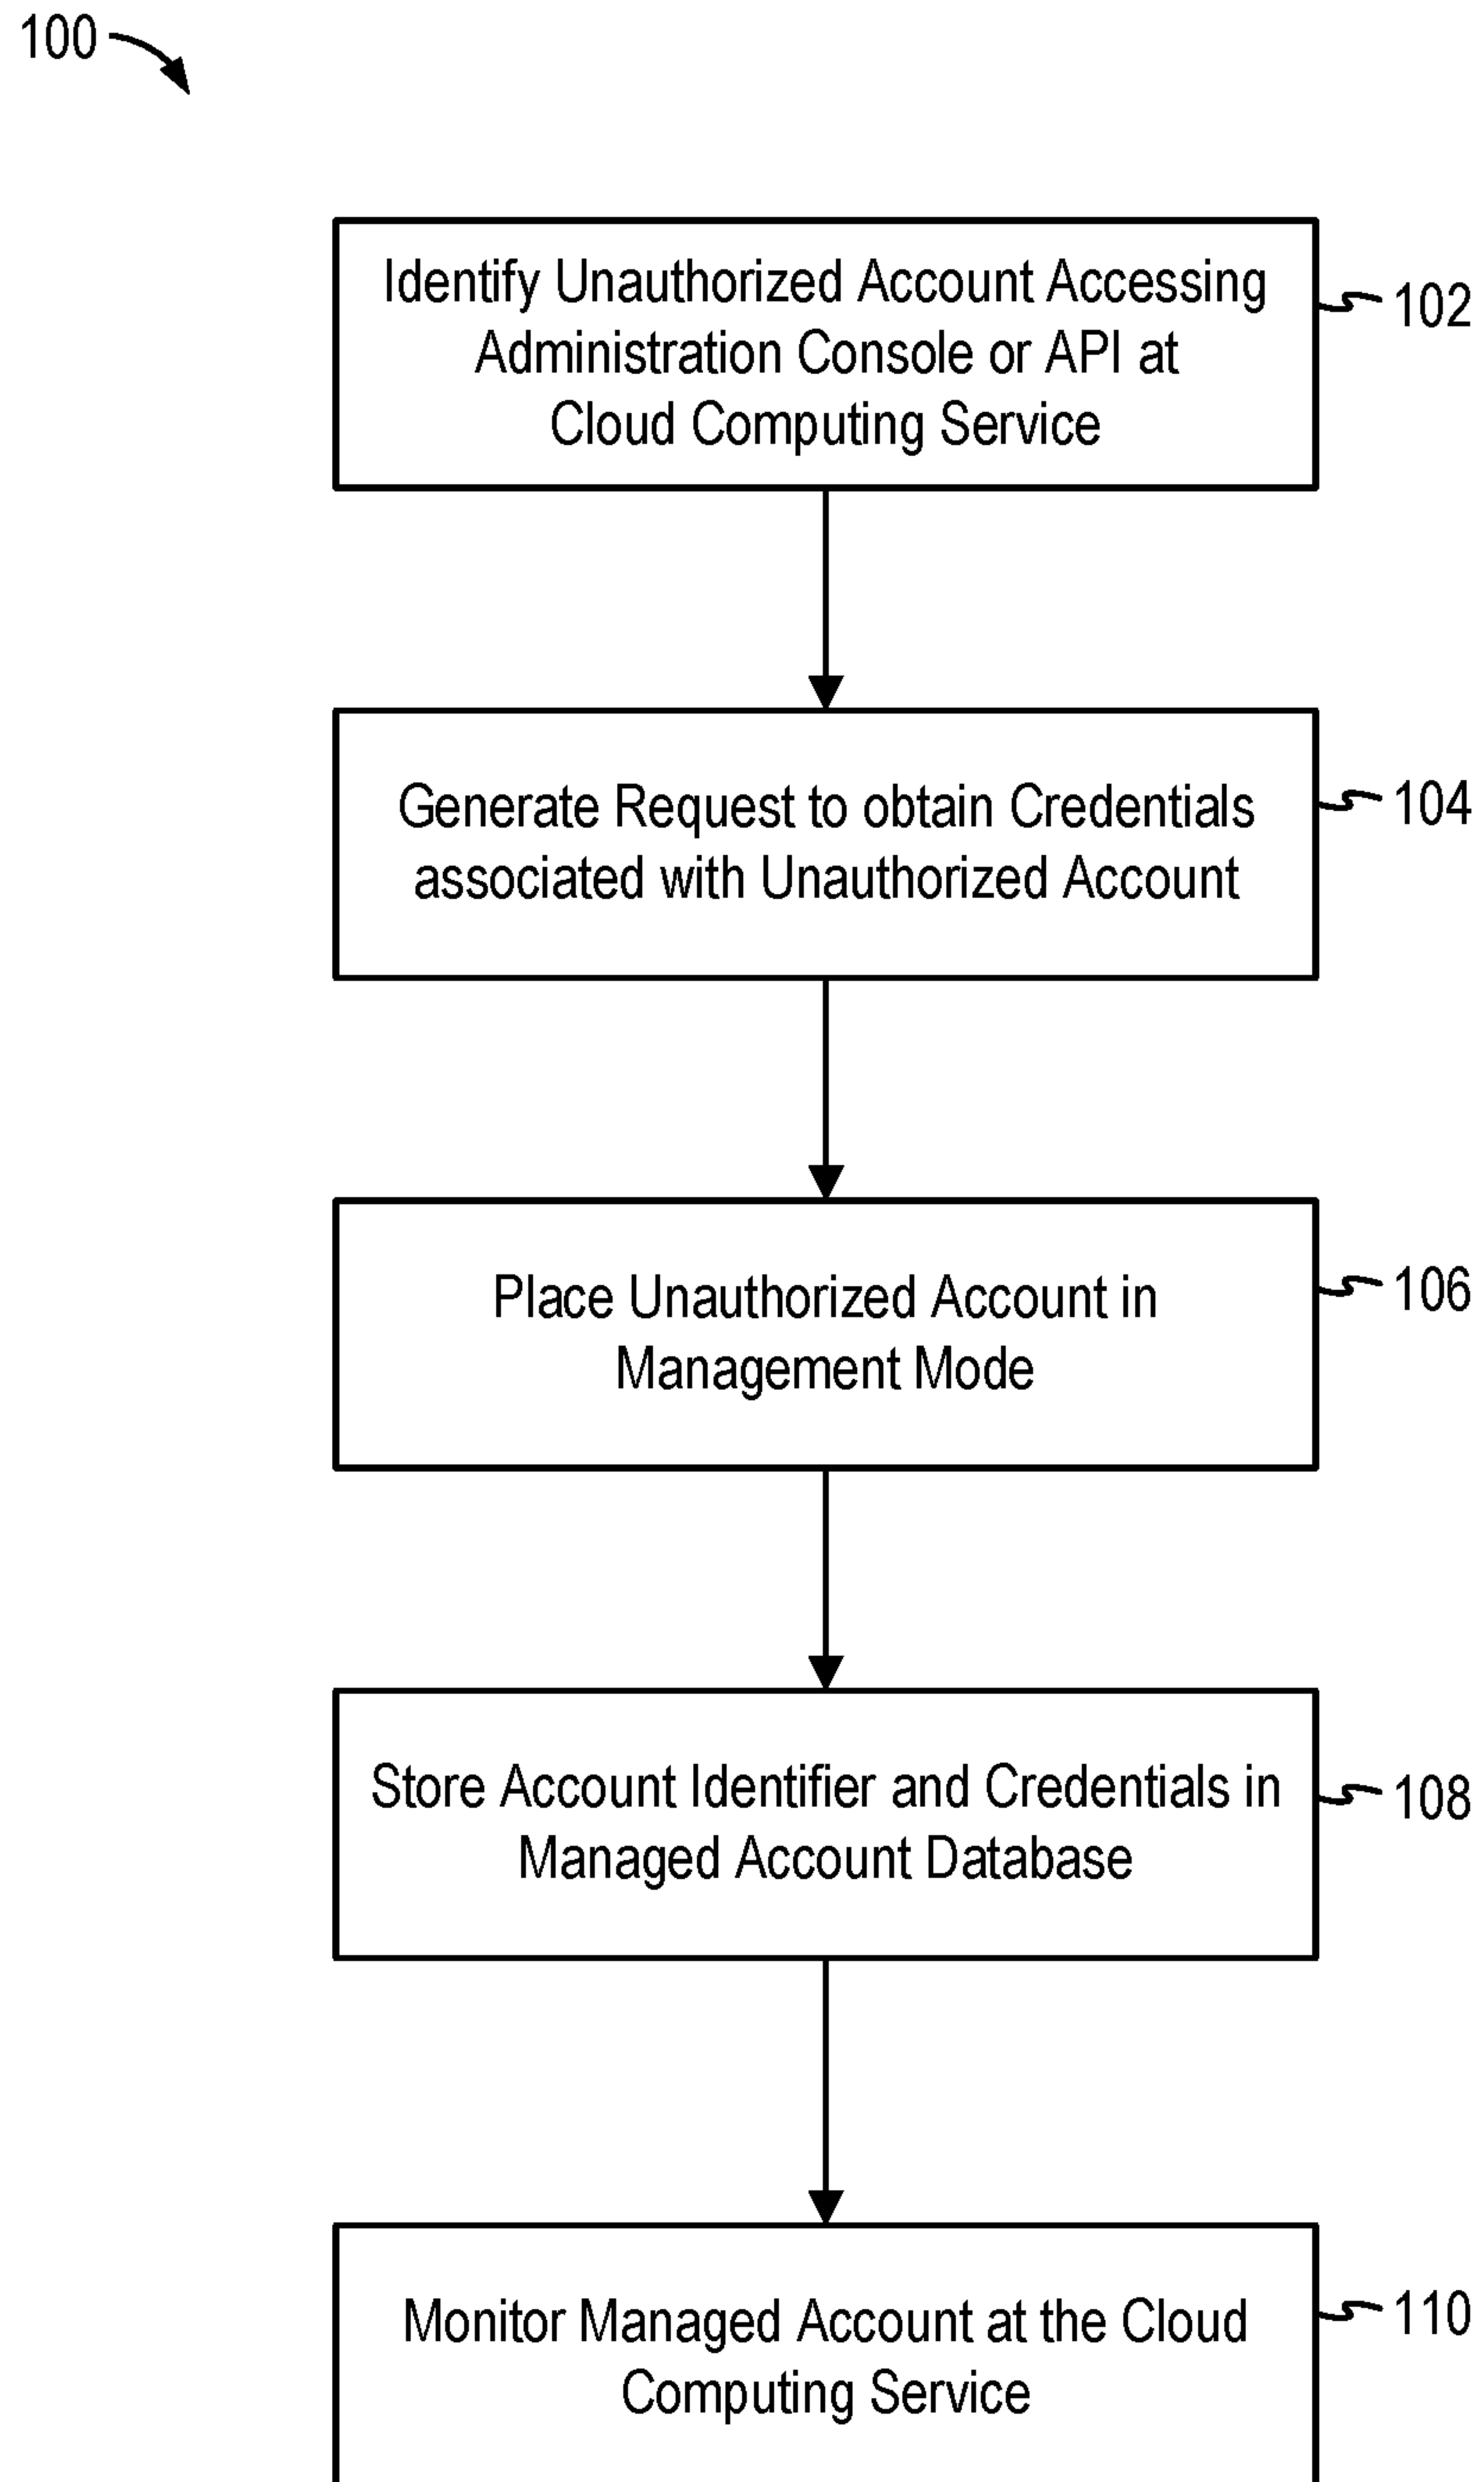 100
Identify Unauthorized Account Accessing
Administration Console or API at
Cloud Computing Service
102
Generate Request to obtain Credentials
associated with Unauthorized Account
104
Place Unauthorized Account in
Management Mode
106
Store Account Identifier and Credentials in
Managed Account Database
108
Monitor Managed Account at the Cloud
Computing Service
110